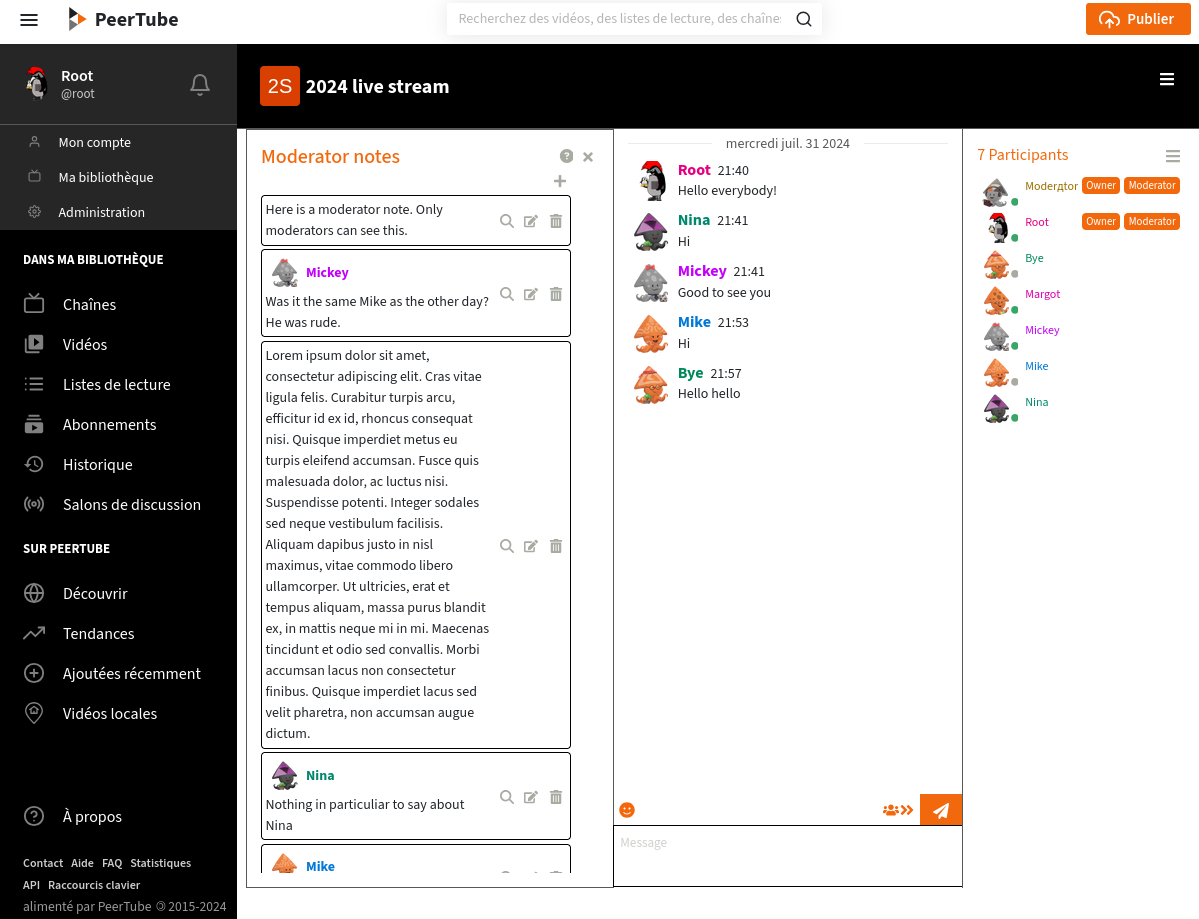 PeerTube
Recherchez des vidéos, des listes de lecture, des chaîne
Publier
Root
@root
Mon compte
Ma bibliothèque
Administration
DANS MA BIBLIOTHÈQUE
Chaînes
Vidéos
Listes de lecture
Abonnements
Historique
Salons de discussion
SUR PEERTUBE
Découvrir
Tendances
Ajoutées récemment
Vidéos locales
À propos
Contact Aide FAQ Statistiques
API Raccourcis clavier
alimenté par PeerTube 🄯 2015-2024
2S 2024 live stream
Moderator notes
Here is a moderator note. Only
moderators can see this.
Mickey
Was it the same Mike as the other day?
He was rude.
Lorem ipsum dolor sit amet,
consectetur adipiscing elit. Cras vitae
ligula felis. Curabitur turpis arcu,
efficitur id ex id, rhoncus consequat
nisi. Quisque imperdiet metus eu
turpis eleifend accumsan. Fusce quis
malesuada dolor, ac luctus nisi.
Suspendisse potenti. Integer sodales
sed neque vestibulum facilisis.
Aliquam dapibus justo in nisl
maximus, vitae commodo libero
ullamcorper. Ut ultricies, erat et
tempus aliquam, massa purus blandit
ex, in mattis neque mi in mi. Maecenas
tincidunt et odio sed convallis. Morbi
accumsan lacus non consectetur
finibus. Quisque imperdiet lacus sed
velit pharetra, non accumsan augue
dictum.
Nina
Nothing in particuliar to say about
Nina
Mike
mercredi juil. 31 2024
Root 21:40
Hello everybody!
Nina 21:41
Hi
Mickey 21:41
Good to see you
Mike 21:53
Hi
Bye 21:57
Hello hello
Message
7 Participants
Moderдtor Owner Moderator
Root Owner Moderator
Bye
Margot
Mickey
Mike
Nina